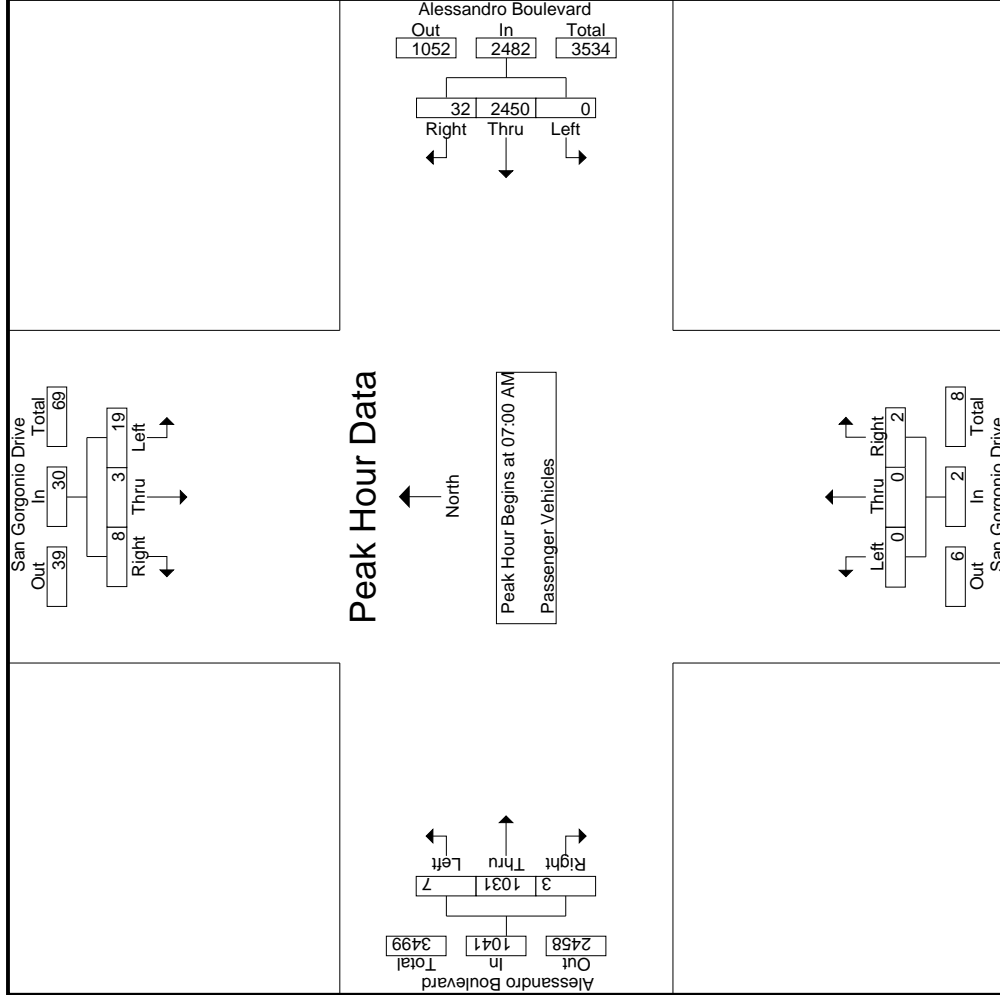 Alessandro Boulevard
Out In Total
1052 2482 3534
32 2450 0
Right Thru Left
San Gorgonio Drive
Out In Total
39 30 69
8 3 19
Right Thru Left
Peak Hour Data
North
Peak Hour Begins at 07:00 AM
Passenger Vehicles
Left Thru Right
0 0 2
6 2 8
Out In Total
San Gorgonio Drive
Left Thru Right
7 1031 3
3499 1041 2458
Total In Out
Alessandro Boulevard